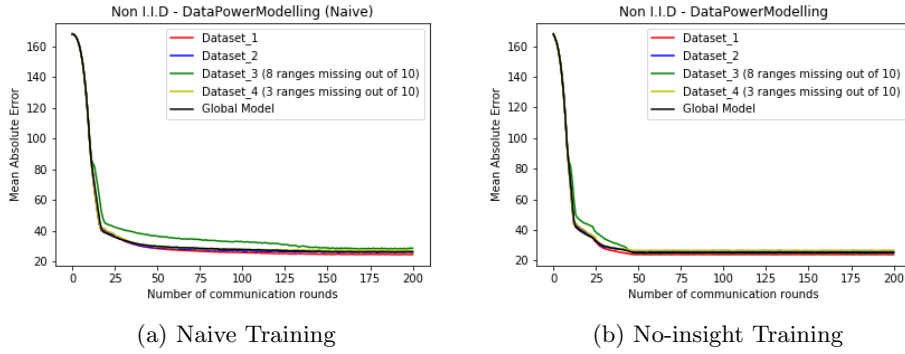 Non I.I.D - DataPowerModelling (Naive)
160
140
120
100
80
60
40
20
Mean Absolute Error
Dataset_1
Dataset_2
Dataset_3 (8 ranges missing out of 10)
Dataset_4 (3 ranges missing out of 10)
Global Model
0 25 50 75 100 125 150 175 200
Number of communication rounds
(a) Naive Training
Non I.I.D - DataPowerModelling
160
140
120
100
80
60
40
20
Mean Absolute Error
Dataset_1
Dataset_2
Dataset_3 (8 ranges missing out of 10)
Dataset_4 (3 ranges missing out of 10)
Global Model
0 25 50 75 100 125 150 175 200
Number of communication rounds
(b) No-insight Training